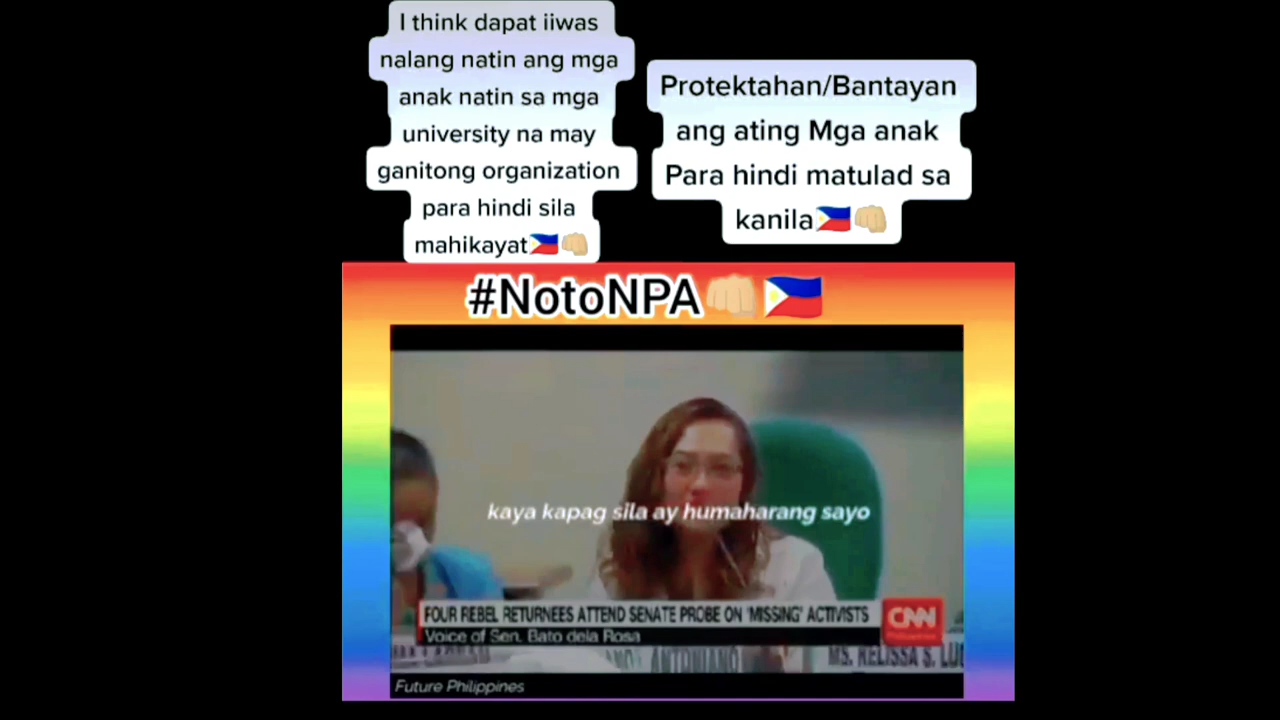 I think dapat iiwas
nalang natin ang mga
anak natin sa mga
university na may
ganitong organization
para hindi sila
mahikayat🇵🇭👊🏼
Protektahan/Bantayan
ang ating Mga anak
Para hindi matulad sa
kanila🇵🇭👊🏼
#NotoNPA👊🏼🇵🇭
kaya kapag sila ay humaharang sayo
FOUR REBEL RETURNEES ATTEND SENATE PROBE ON 'MISSING' ACTIVISTS
CNN
Philippines
Voice of Sen. Bato dela Rosa
ANTONIANO
MS. RELISSA S. LUC
Future Philippines